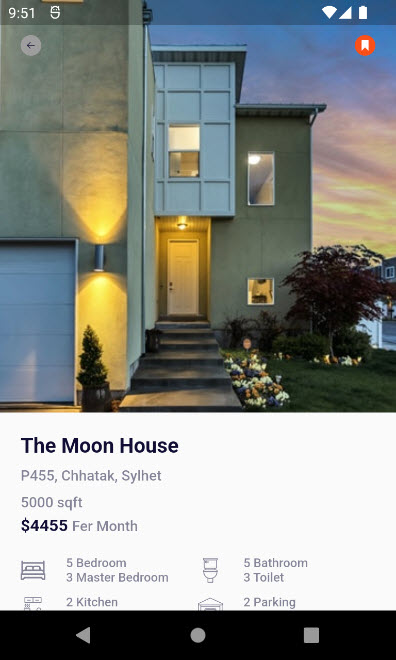 9:51
The Moon House
P455, Chhatak, Sylhet
5000 sqft
$4455 Fer Month
5 Bedroom
3 Master Bedroom
5 Bathroom
3 Toilet
2 Kitchen
2 Parking